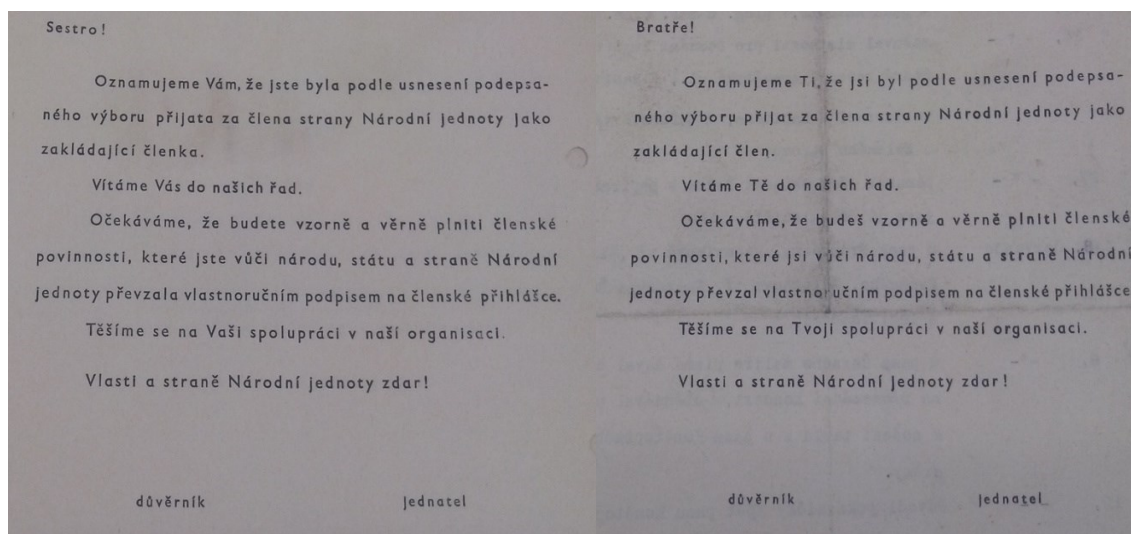 Sestro!
Oznamujeme Vám, že jste byla podle usnesení podepsa-
ného výboru přijata za člena strany Národní jednoty jako
zakládající členka.
Vítáme Vás do našich řad.
Očekáváme, že budete vzorně a věrně plniti členské
povinnosti, které jste vůči národu, státu a straně Národní
jednoty převzala vlastnoručním podpisem na členské přihlášce.
Těšíme se na Vaši spolupráci v naší organisaci.
Vlasti a straně Národní jednoty zdar!
důvěrník jednatel
Bratře!
Oznamujeme Ti, že jsi byl podle usnesení podepsa-
ného výboru přijat za člena strany Národní jednoty jako
zakládající člen.
Vítáme Tě do našich řad.
Očekáváme, že budeš vzorně a věrně plniti členské
povinnosti, které jsi vůči národu, státu a straně Národní
jednoty převzal vlastnoručním podpisem na členské přihlášce
Těšíme se na Tvoji spolupráci v naší organisaci.
Vlasti a straně Národní jednoty zdar!
důvěrník jednatel